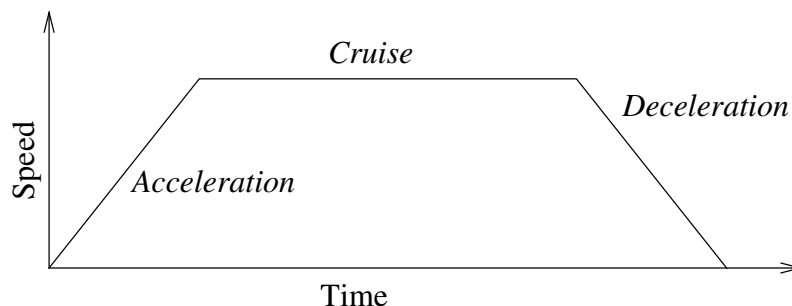 Cruise
Deceleration
Speed
Acceleration
Time